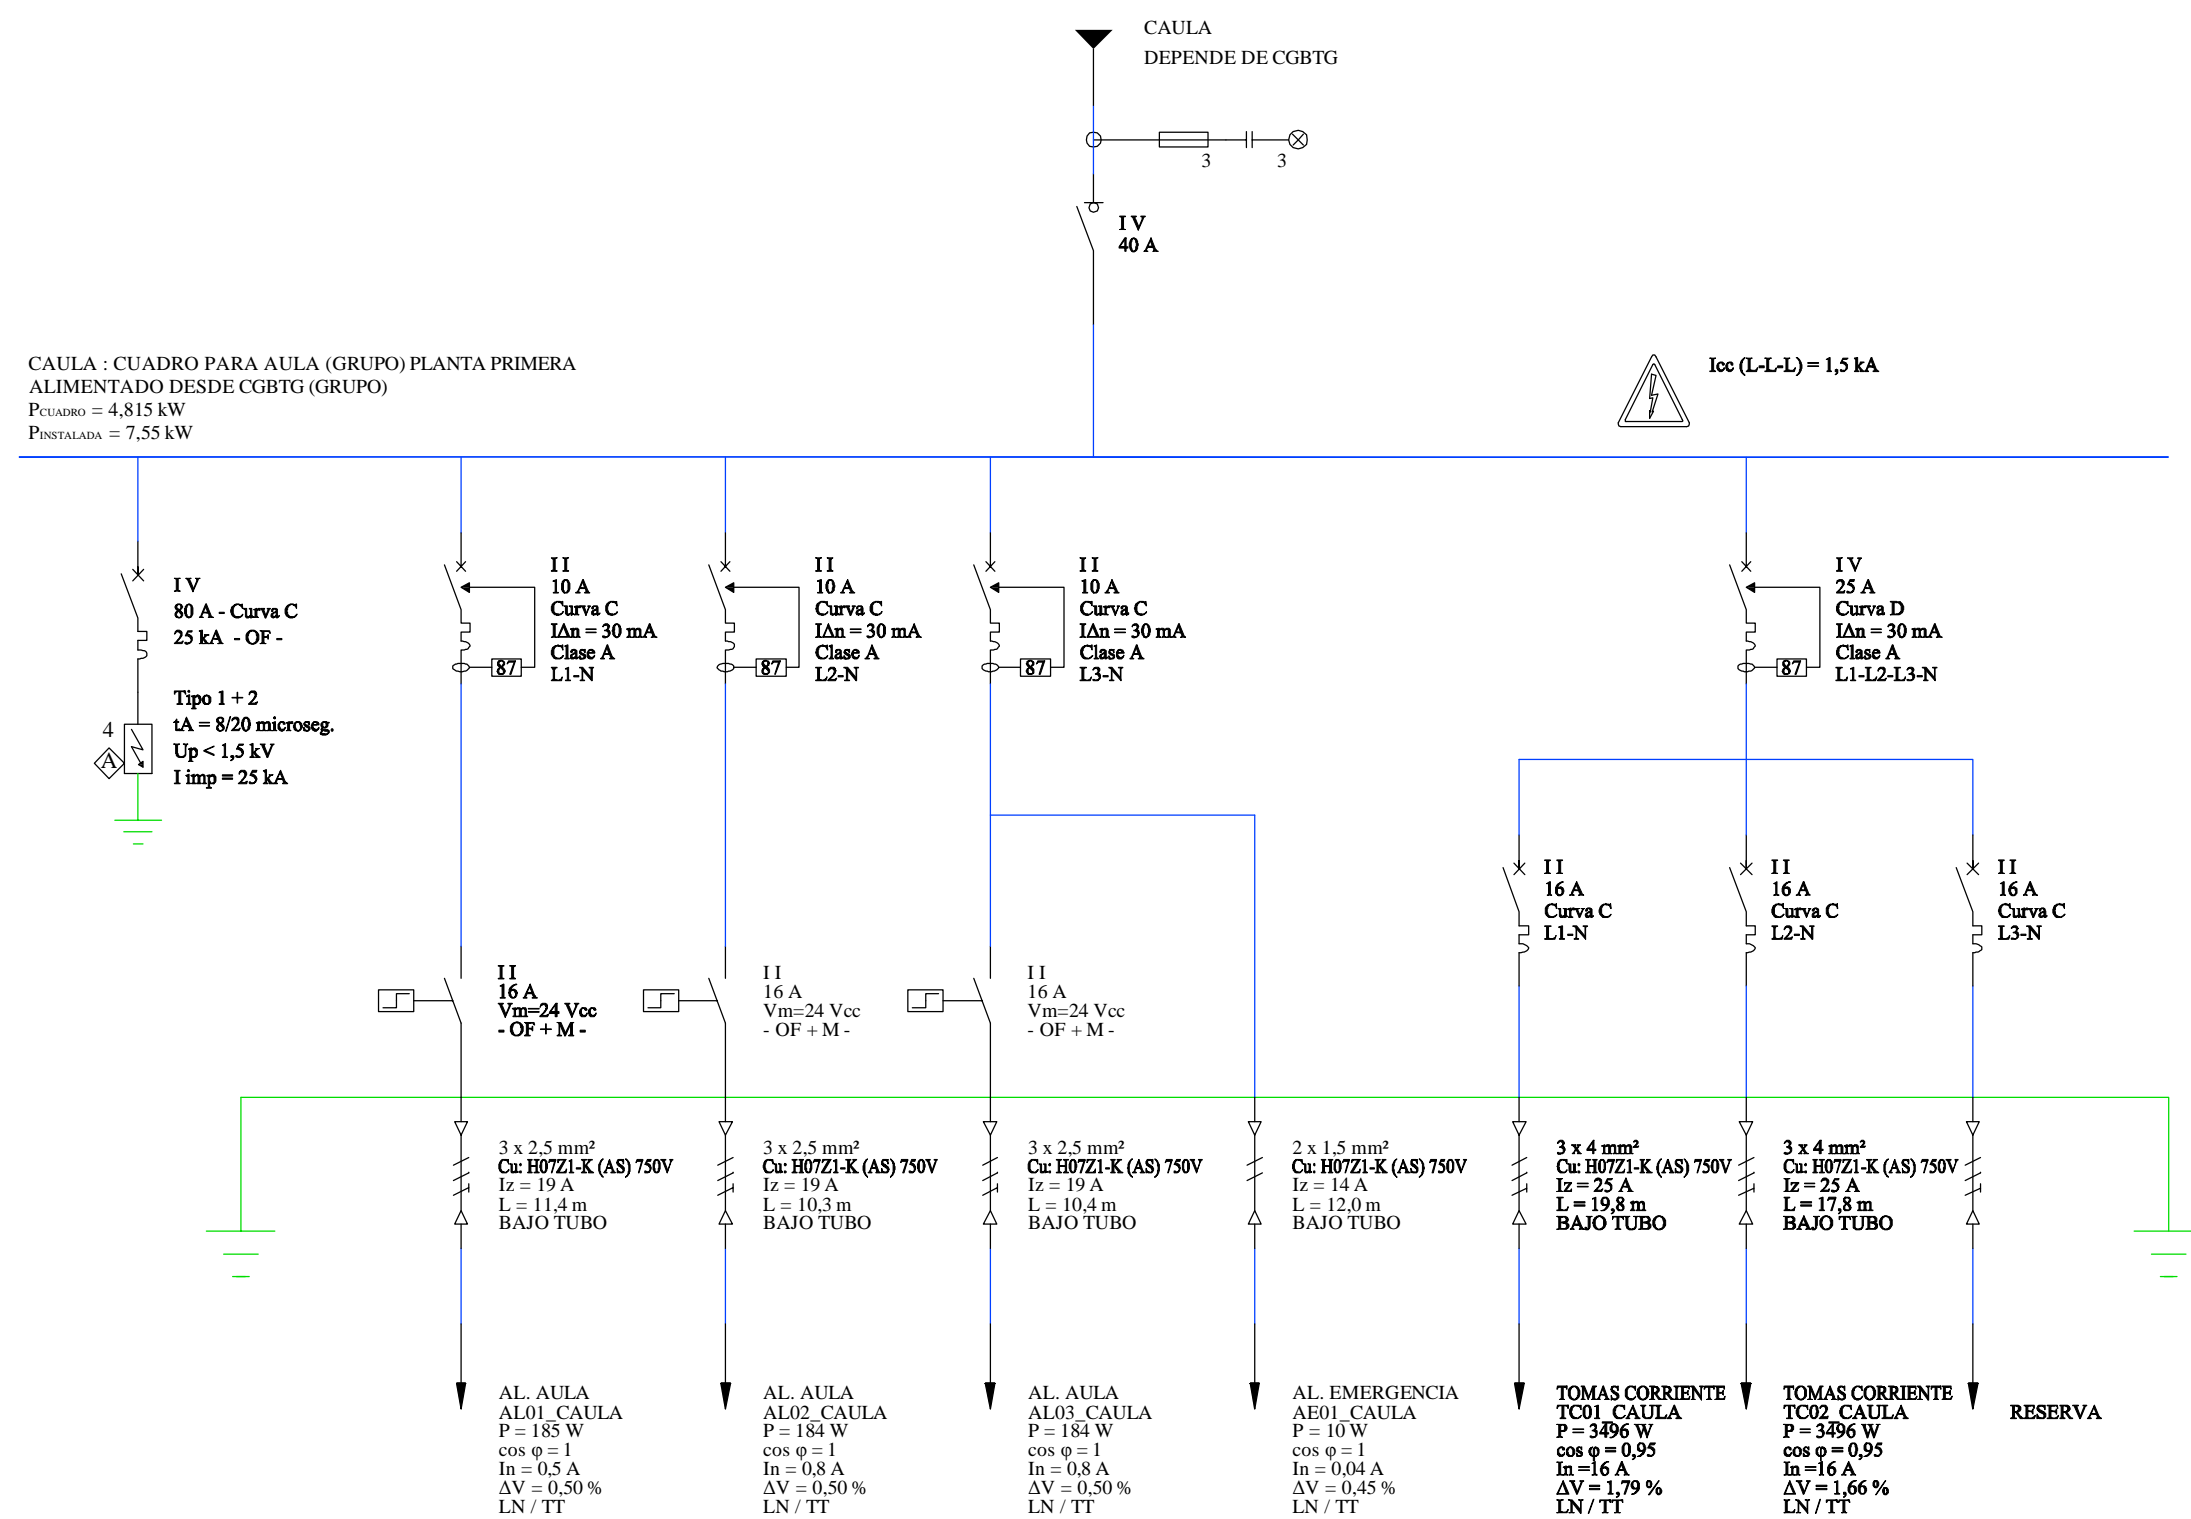 CAULA
DEPENDE DE CGBTG
3
3
I V
40 A
CAULA : CUADRO PARA AULA (GRUPO) PLANTA PRIMERA
ALIMENTADO DESDE CGBTG (GRUPO)
PCUADRO = 4,815 kW
PINSTALADA = 7,55 kW
Icc (L-L-L) = 1,5 kA
I V
80 A - Curva C
25 kA - OF -
Tipo 1 + 2
tA = 8/20 microseg.
Up < 1,5 kV
I imp = 25 kA
4
A
I I
10 A
Curva C
IΔn = 30 mA
Clase A
L1-N
87
I I
10 A
Curva C
IΔn = 30 mA
Clase A
L2-N
87
I I
10 A
Curva C
IΔn = 30 mA
Clase A
L3-N
87
I V
25 A
Curva D
IΔn = 30 mA
Clase A
L1-L2-L3-N
87
I I
16 A
Curva C
L1-N
I I
16 A
Curva C
L2-N
I I
16 A
Curva C
L3-N
I I
16 A
Vm=24 Vcc
- OF + M -
I I
16 A
Vm=24 Vcc
- OF + M -
I I
16 A
Vm=24 Vcc
- OF + M -
3 x 2,5 mm²
Cu: H07Z1-K (AS) 750V
Iz = 19 A
L = 11,4 m
BAJO TUBO
3 x 2,5 mm²
Cu: H07Z1-K (AS) 750V
Iz = 19 A
L = 10,3 m
BAJO TUBO
3 x 2,5 mm²
Cu: H07Z1-K (AS) 750V
Iz = 19 A
L = 10,4 m
BAJO TUBO
2 x 1,5 mm²
Cu: H07Z1-K (AS) 750V
Iz = 14 A
L = 12,0 m
BAJO TUBO
3 x 4 mm²
Cu: H07Z1-K (AS) 750V
Iz = 25 A
L = 19,8 m
BAJO TUBO
3 x 4 mm²
Cu: H07Z1-K (AS) 750V
Iz = 25 A
L = 17,8 m
BAJO TUBO
AL. AULA
AL01_CAULA
P = 185 W
cos φ = 1
In = 0,5 A
ΔV = 0,50 %
LN / TT
AL. AULA
AL02_CAULA
P = 184 W
cos φ = 1
In = 0,8 A
ΔV = 0,50 %
LN / TT
AL. AULA
AL03_CAULA
P = 184 W
cos φ = 1
In = 0,8 A
ΔV = 0,50 %
LN / TT
AL. EMERGENCIA
AE01_CAULA
P = 10 W
cos φ = 1
In = 0,04 A
ΔV = 0,45 %
LN / TT
TOMAS CORRIENTE
TC01_CAULA
P = 3496 W
cos φ = 0,95
In =16 A
ΔV = 1,79 %
LN / TT
TOMAS CORRIENTE
TC02_CAULA
P = 3496 W
cos φ = 0,95
In =16 A
ΔV = 1,66 %
LN / TT
RESERVA